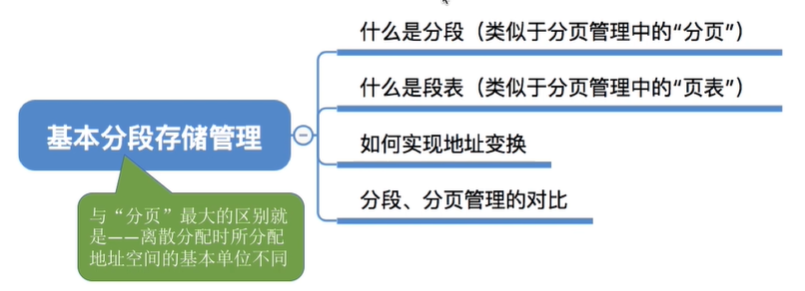 什么是分段（类似于分页管理中的“分页”）
什么是段表（类似于分页管理中的“页表”）
基本分段存储管理
如何实现地址变换
分段、分页管理的对比
与“分页”最大的区别就
是——离散分配时所分配
地址空间的基本单位不同